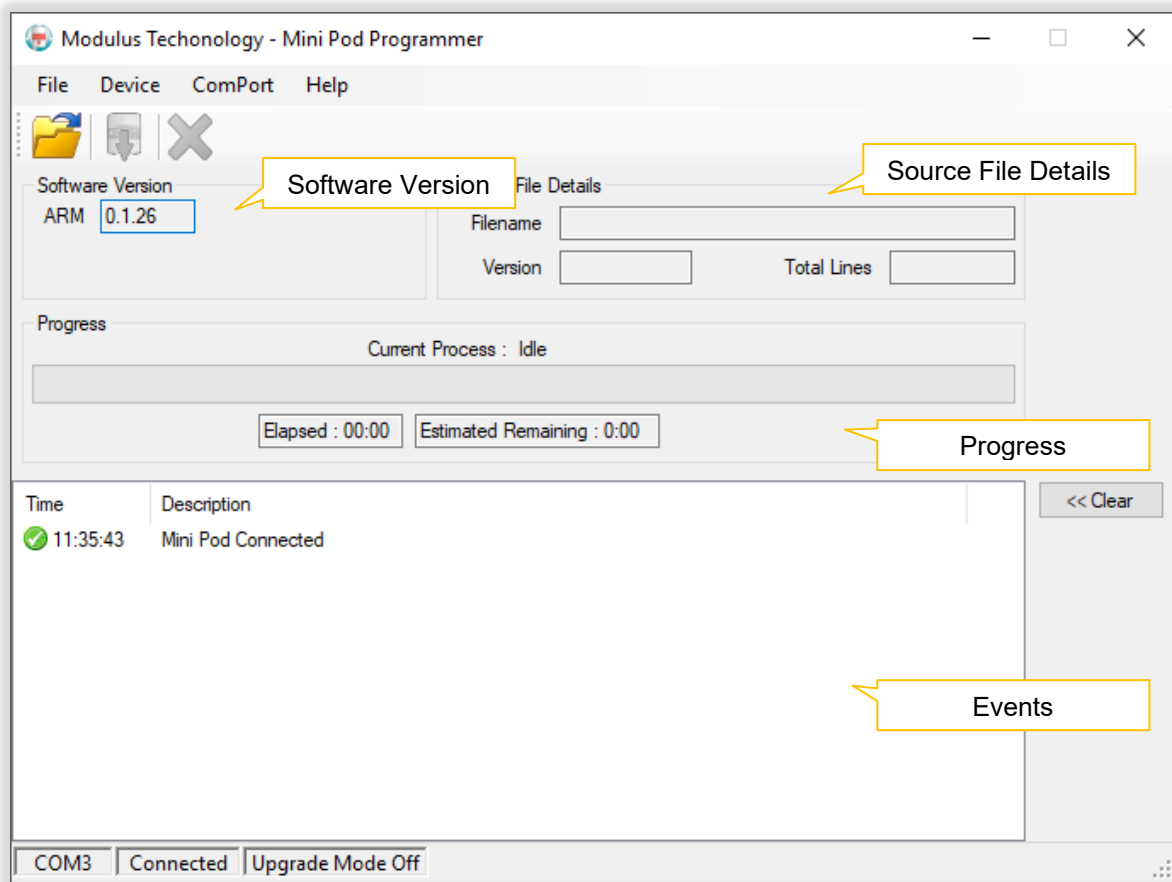 Modulus Techonology - Mini Pod Programmer
File Device ComPort Help
Software Version
ARM 0.1.26
Software Version
File Details
Source File Details
Filename
Version
Total Lines
Progress
Current Process : Idle
Elapsed : 00:00
Estimated Remaining : 0:00
Progress
Time Description
<< Clear
11:35:43 Mini Pod Connected
Events
COM3 Connected Upgrade Mode Off